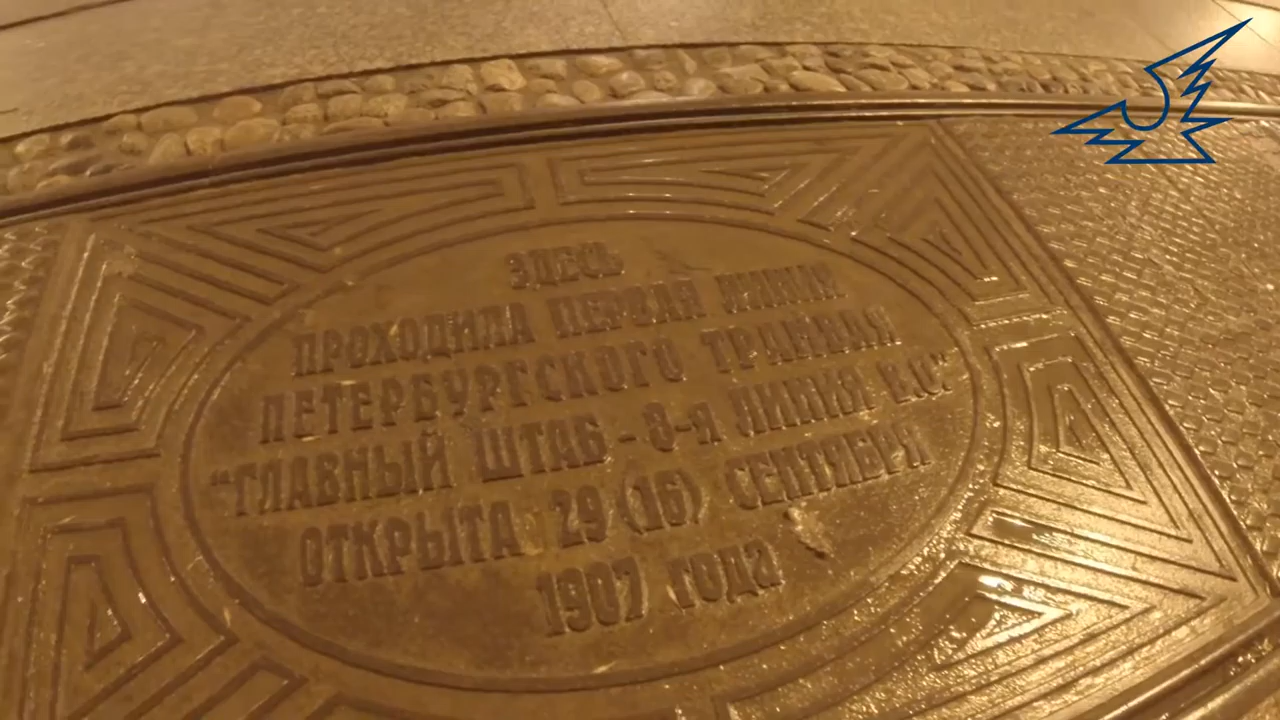 ЗДЕСЬ
ПРОХОДИЛА ПЕРВАЯ ЛИНИЯ
ПЕТЕРБУРГСКОГО ТРАМВАЯ
“ГЛАВНЫЙ ШТАБ - 8-я ЛИНИЯ В.О.”
ОТКРЫТА 29 (16) СЕНТЯБРЯ
1907 ГОДА